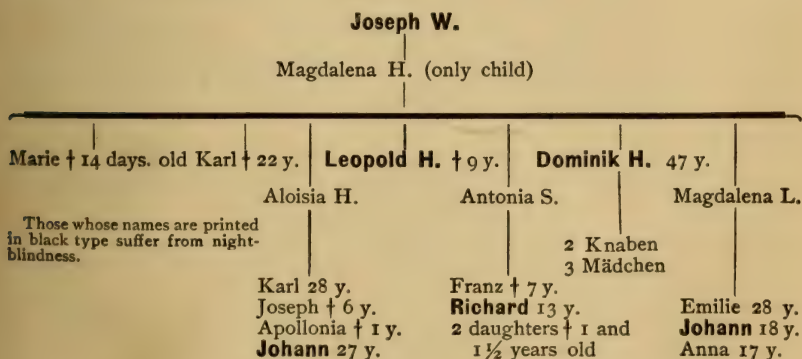 Joseph W.
Magdalena H. (only child)
Marie † 14 days. old Karl † 22 y. Leopold H. † 9 y. Dominik H. 47 y.
Aloisia H. Antonia S. Magdalena L.
Those whose names are printed
in black type suffer from night-
blindness.
2 Knaben
3 Mädchen
Karl 28 y. Franz † 7 y.
Joseph † 6 y. Richard 13 y. Emilie 28 y.
Apollonia † 1 y. 2 daughters † 1 and Johann 18 y.
Johann 27 y. 1½ years old Anna 17 y.